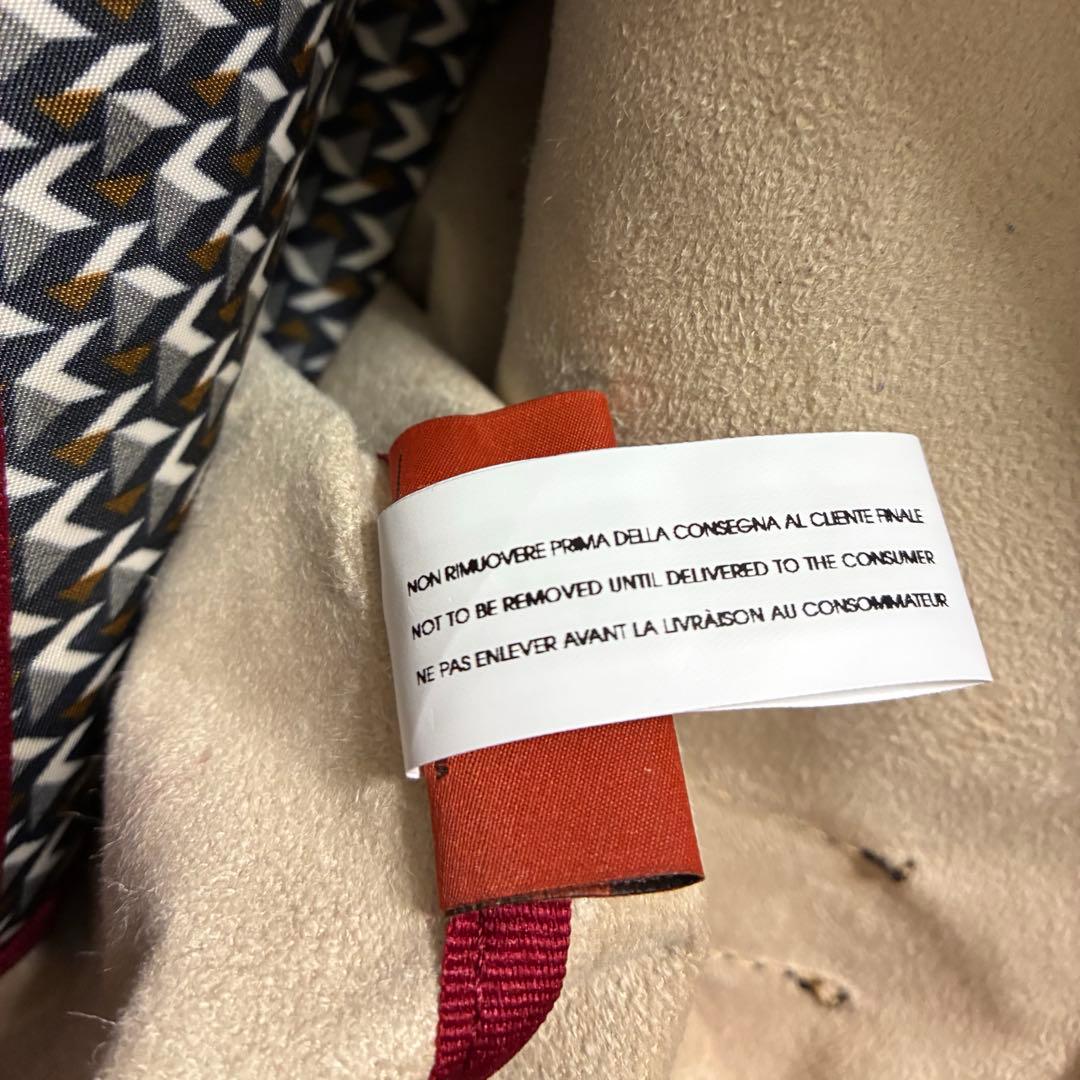 NON RIMUOVERE PRIMA DELLA CONSEGNA AL CLIENTE FINALE
NOT TO BE REMOVED UNTIL DELIVERED TO THE CONSUMER
NE PAS ENLEVER AVANT LA LIVRÀISON AU CONSOMMATEUR